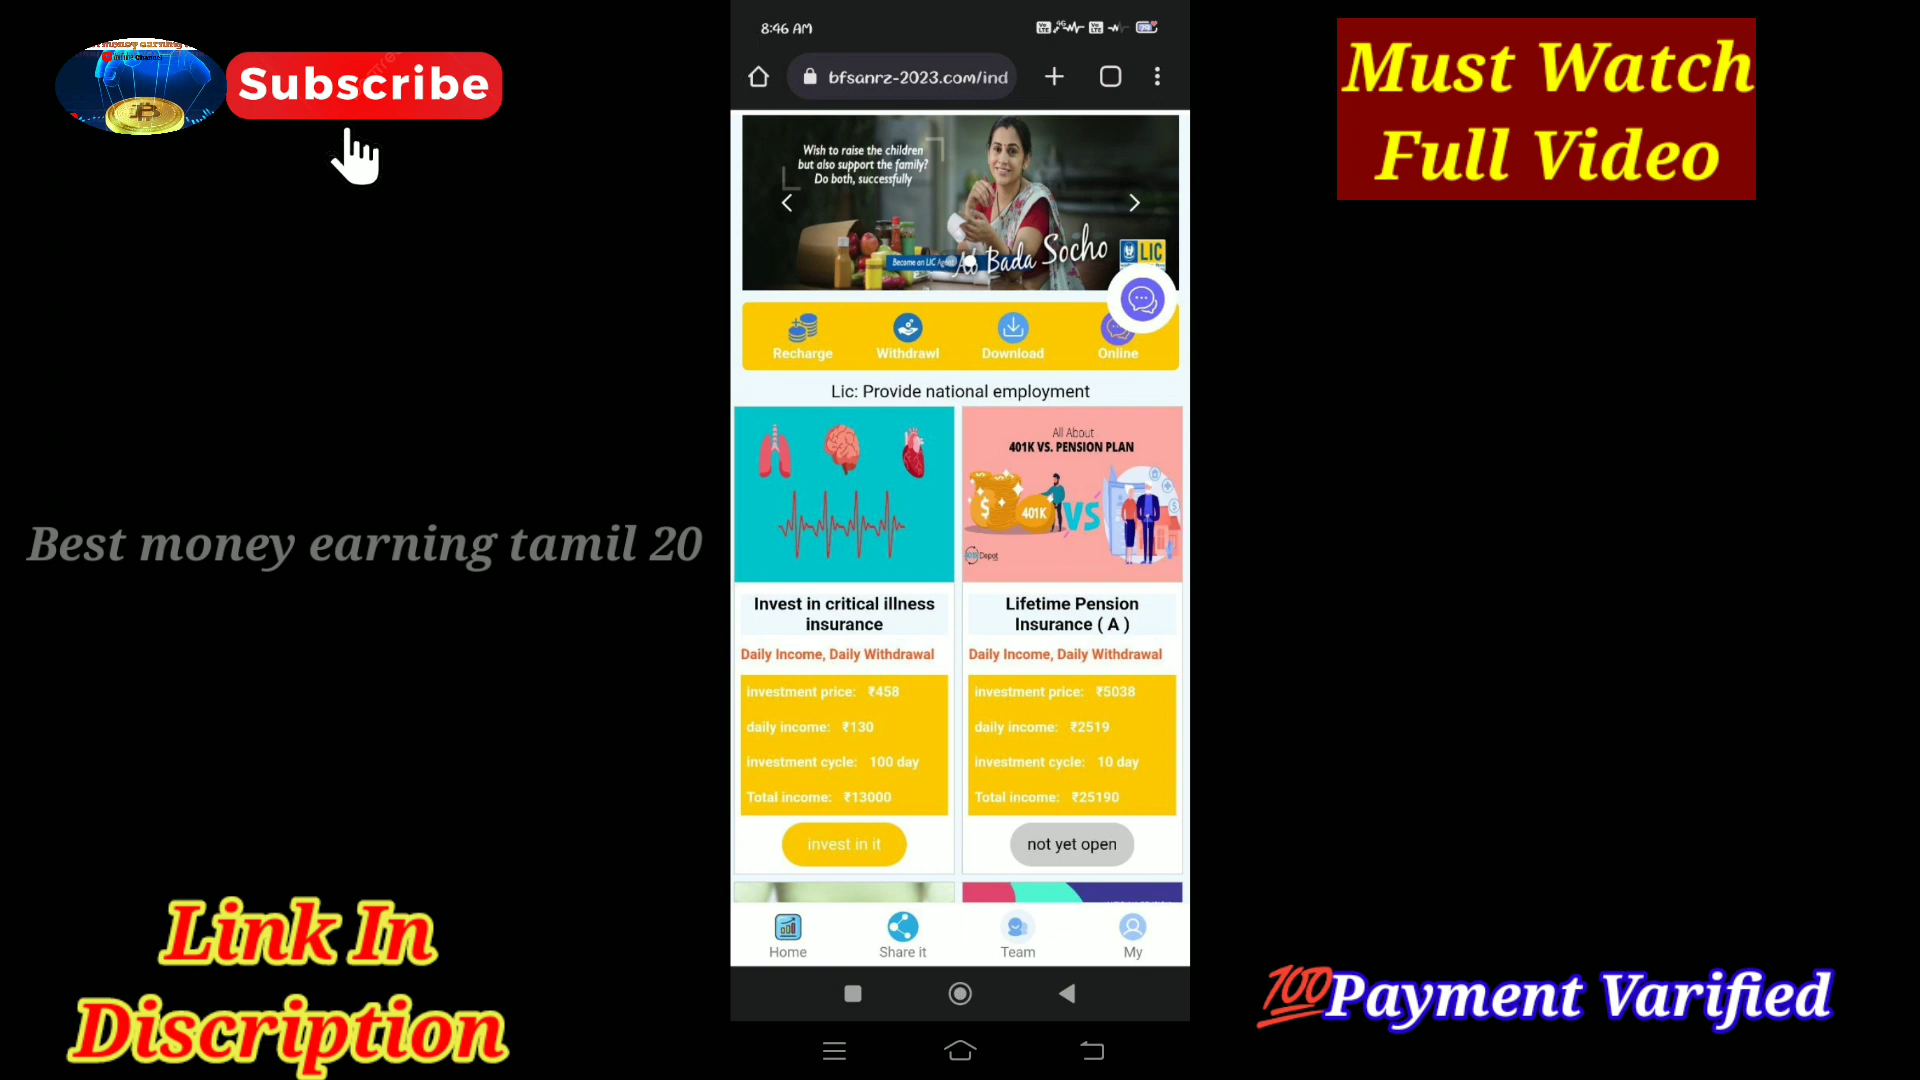 Subscribe
Must Watch
Full Video
8:46 AM
bfsanrz-2023.com/ind
Wish to raise the children
but also support the family?
Do both, successfully
Bada Socho
LIC
Recharge
Withdrawl
Download
Online
Lic: Provide national employment
All About
401K VS. PENSION PLAN
401K
VS
Depot
Invest in critical illness
insurance
Daily Income, Daily Withdrawal
investment price: ₹458
daily income: ₹130
investment cycle: 100 day
Total income: ₹13000
invest in it
Lifetime Pension
Insurance ( A )
Daily Income, Daily Withdrawal
investment price: ₹5038
daily income: ₹2519
investment cycle: 10 day
Total income: ₹25190
not yet open
Home
Share it
Team
My
Best money earning tamil 20
Link In
Discription
💯Payment Varified